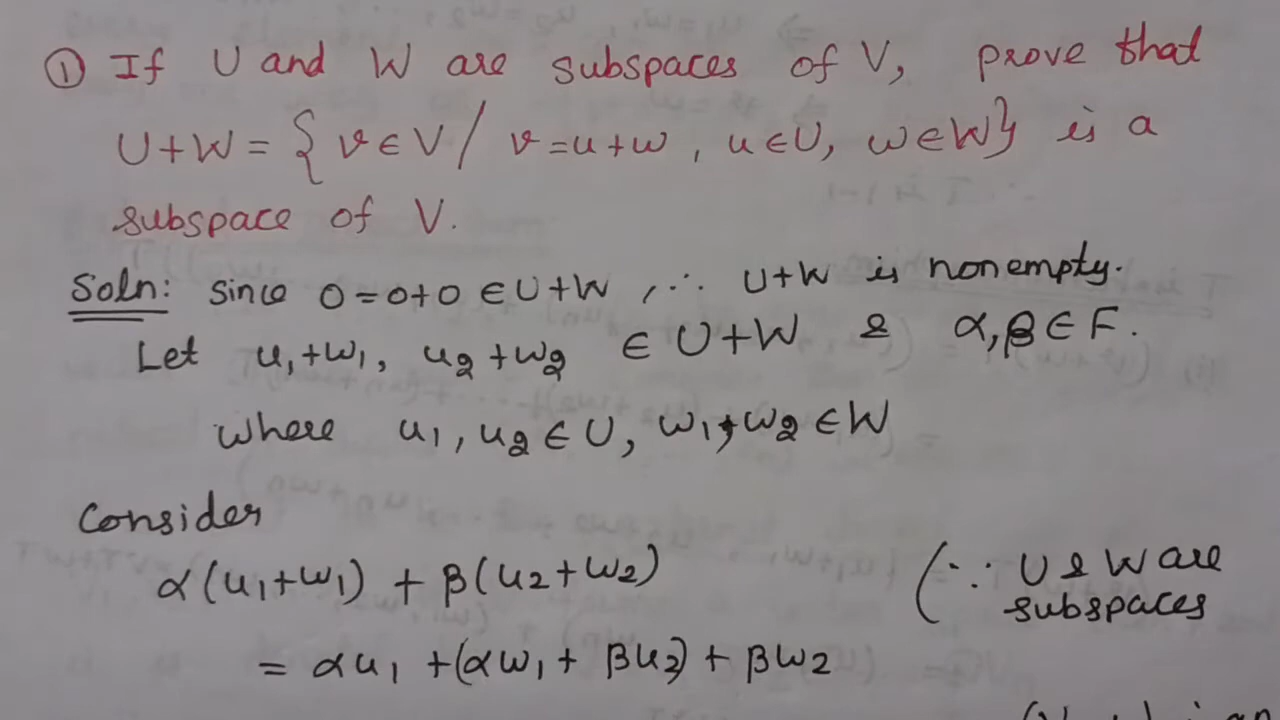 ① If U and W are subspaces of V, prove that
U+W = { v∈V / v=u+w, u∈U, w∈W} is a
subspace of V.
Soln: Since 0=0+0 ∈U+W, ∴ U+W is nonempty.
Let u₁+w₁, u₂+w₂ ∈ U+W & α,β∈F.
where u₁, u₂∈U, w₁, w₂∈W
Consider
α(u₁+w₁) + β(u₂+w₂) (∵ U & W are
subspaces
= αu₁ +(αw₁+ βu₂)+ βw₂